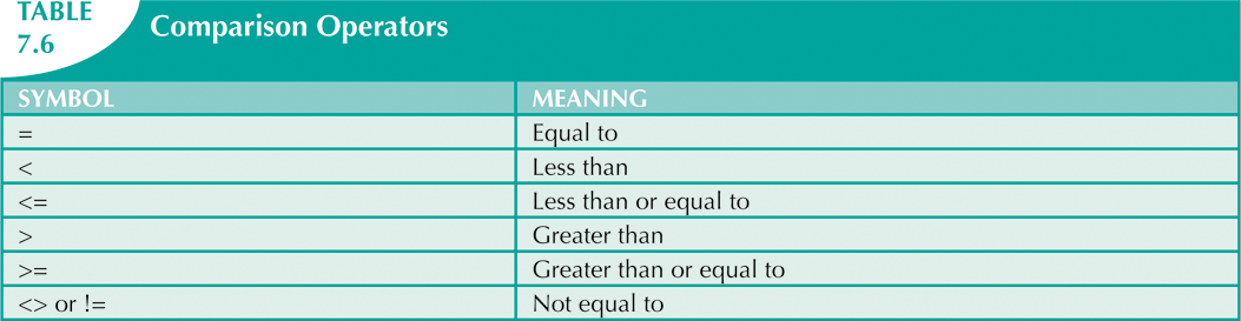 TABLE
7.6
Comparison Operators
SYMBOL MEANING
= Equal to
< Less than
<= Less than or equal to
> Greater than
>= Greater than or equal to
<> or != Not equal to